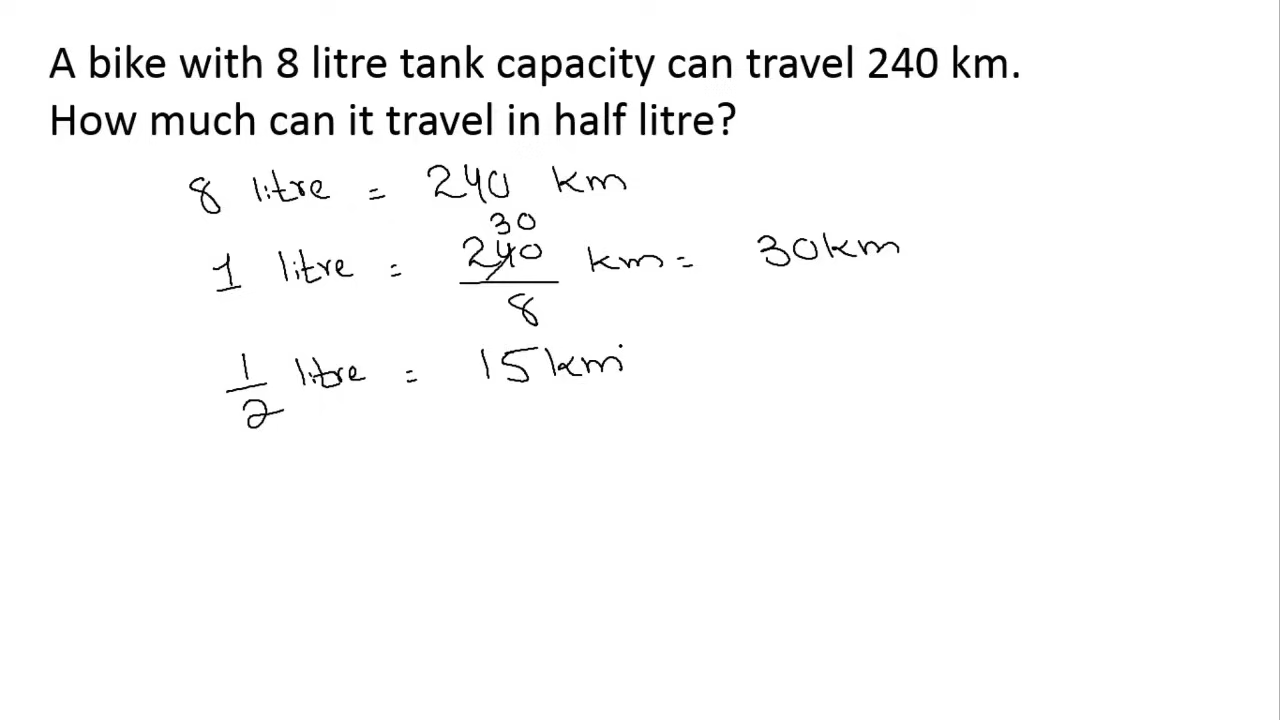 A bike with 8 litre tank capacity can travel 240 km.
How much can it travel in half litre?
8 litre = 240 km
30
1 litre = 240/8 km = 30km
1/2 litre = 15km